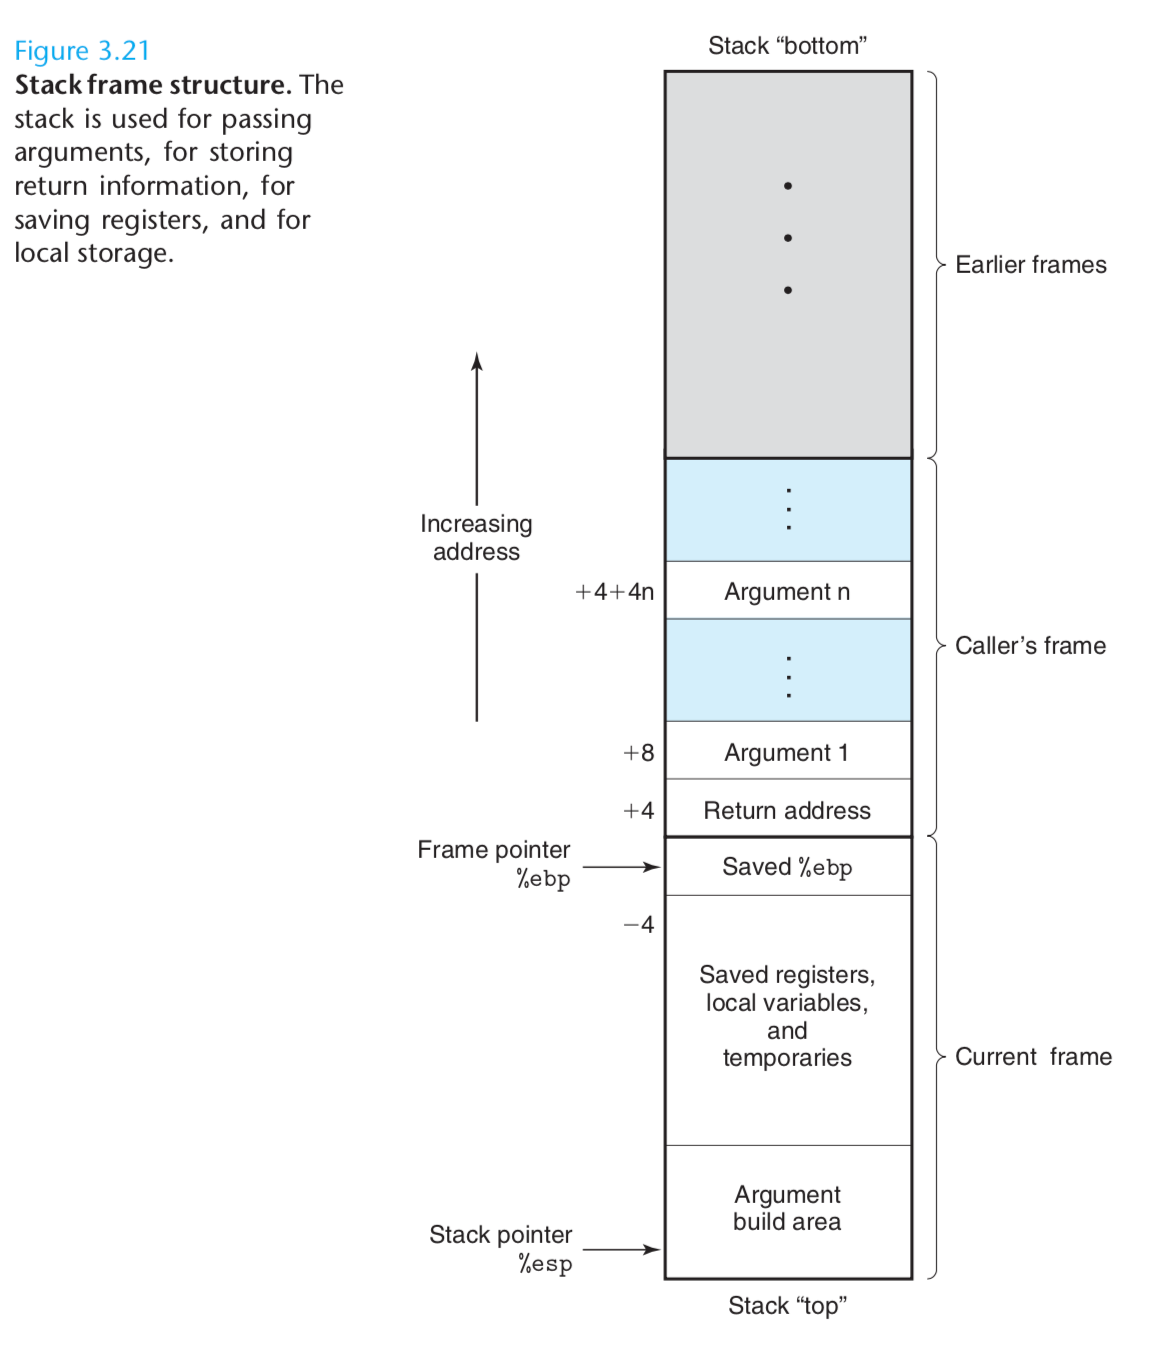 Figure 3.21
Stack frame structure. The
stack is used for passing
arguments, for storing
return information, for
saving registers, and for
local storage.
Stack “bottom”
Earlier frames
Increasing
address
+4+4n
Argument n
Caller’s frame
+8
Argument 1
+4
Return address
Frame pointer
%ebp
Saved %ebp
−4
Saved registers,
local variables,
and
temporaries
Current frame
Argument
build area
Stack pointer
%esp
Stack “top”